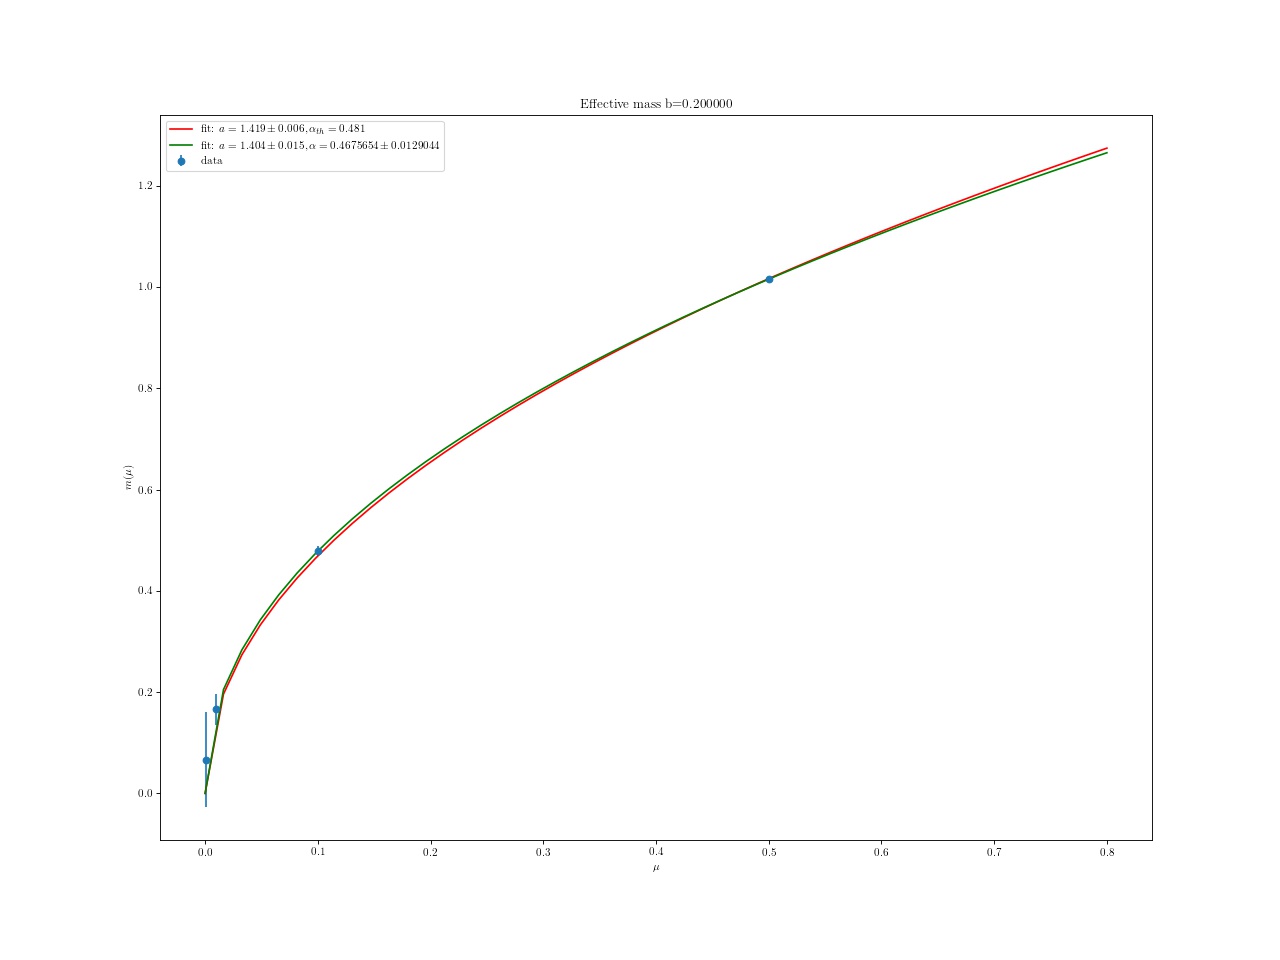 Effective mass b=0.200000
fit: a = 1.419 ± 0.006, α_th = 0.481
fit: a = 1.404 ± 0.015, α = 0.4675654 ± 0.0129044
data
m(μ)
1.2
1.0
0.8
0.6
0.4
0.2
0.0
0.0 0.1 0.2 0.3 0.4 0.5 0.6 0.7 0.8
μ